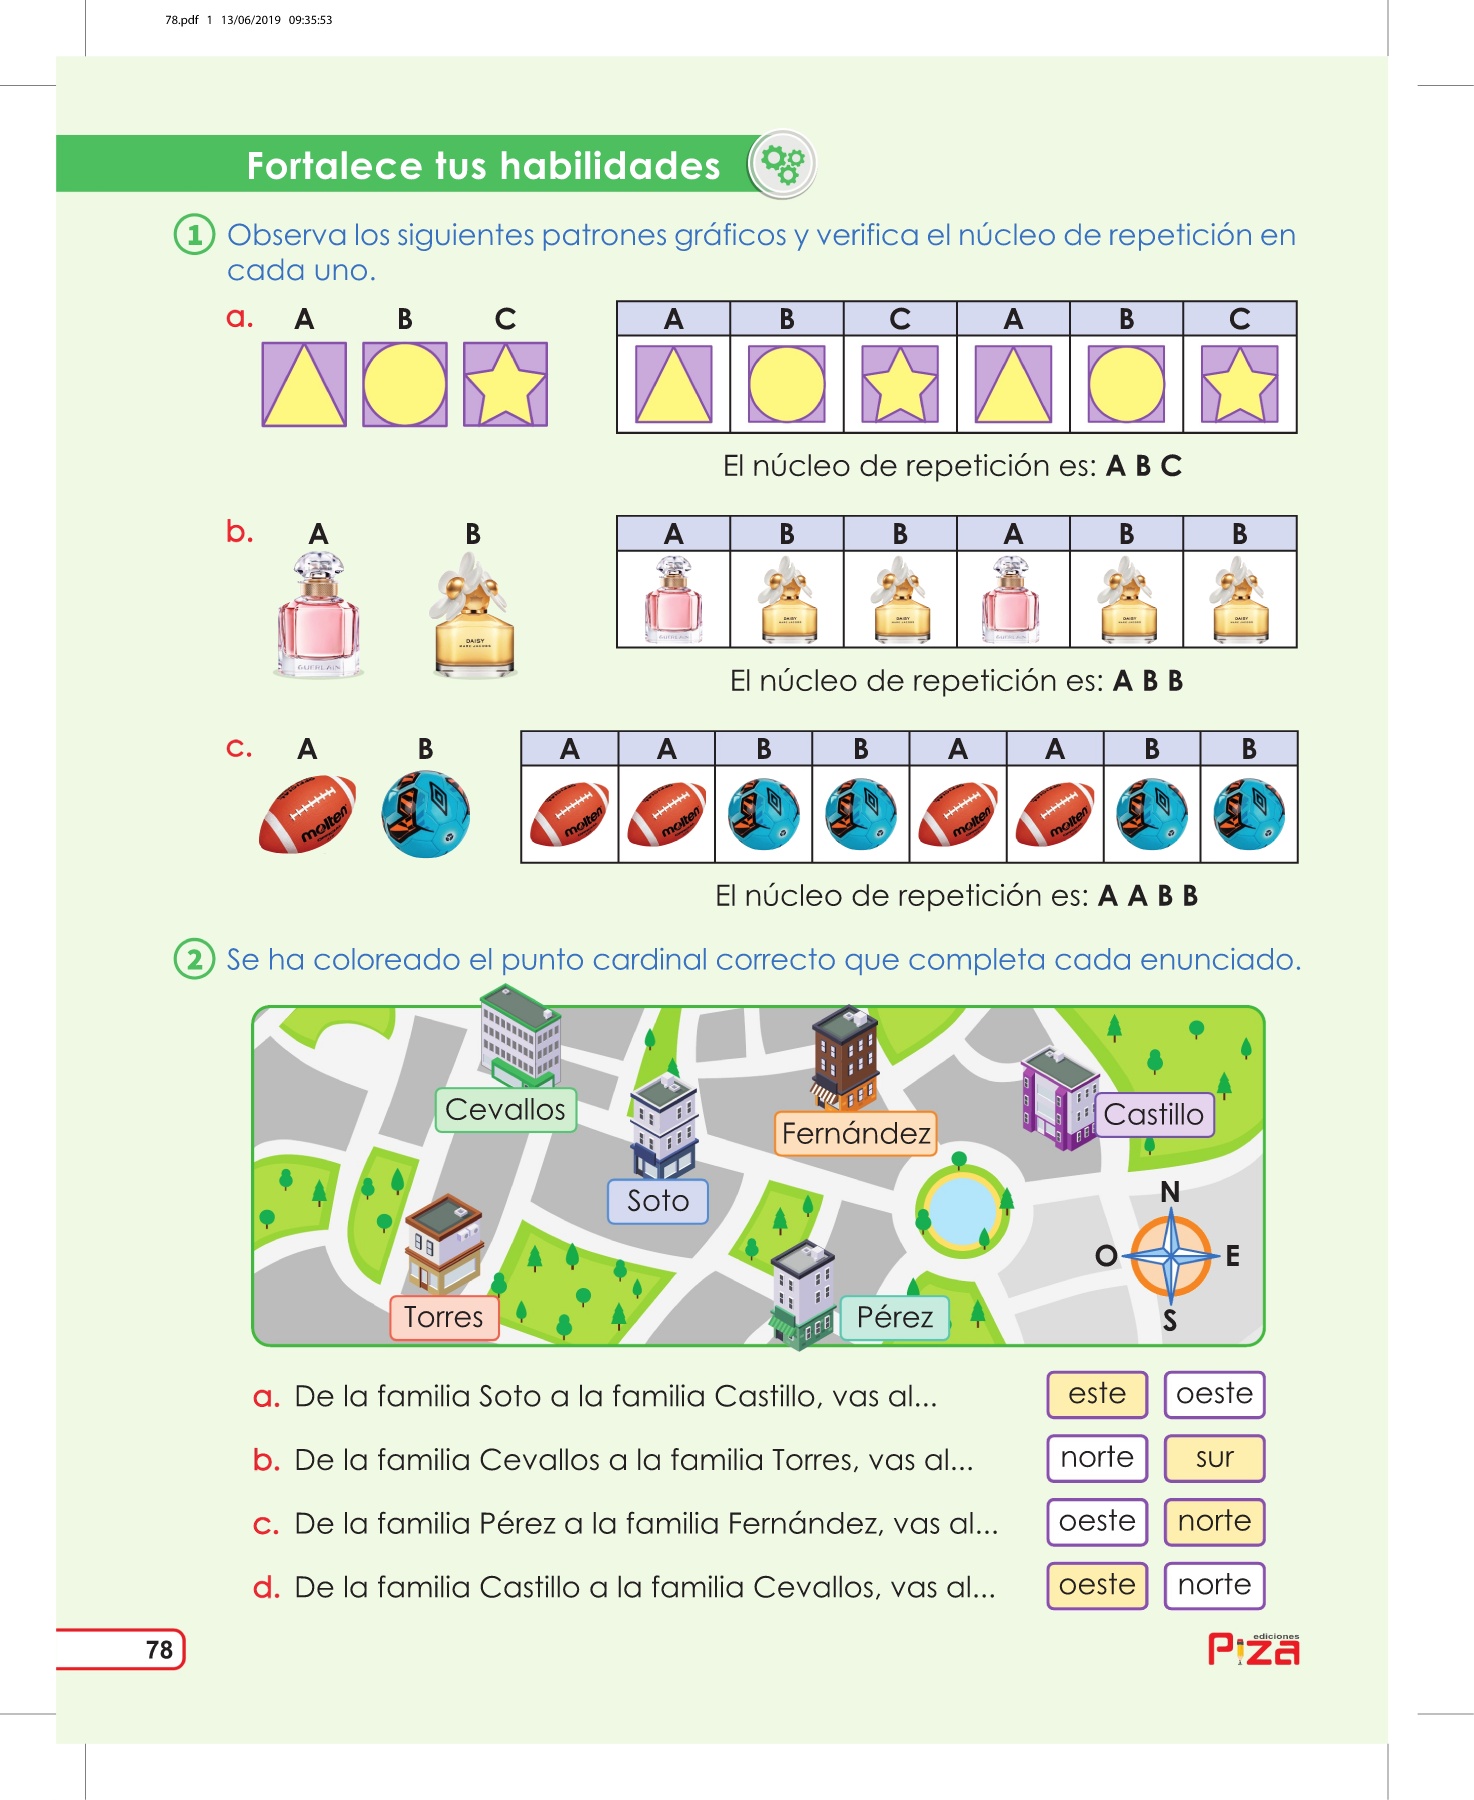 78.pdf 1 13/06/2019 09:35:53
Fortalece tus habilidades
1 Observa los siguientes patrones gráficos y verifica el núcleo de repetición en
cada uno.
a. A B C
A B C A B C
El núcleo de repetición es: A B C
b. A B
A B B A B B
GUERLAIN
DAISY
MARC JACOBS
El núcleo de repetición es: A B B
c. A B
A A B B A A B B
molten
El núcleo de repetición es: A A B B
2 Se ha coloreado el punto cardinal correcto que completa cada enunciado.
Cevallos
Fernández
Castillo
Soto
Torres
Pérez
N
O E
S
a. De la familia Soto a la familia Castillo, vas al... este oeste
b. De la familia Cevallos a la familia Torres, vas al... norte sur
c. De la familia Pérez a la familia Fernández, vas al... oeste norte
d. De la familia Castillo a la familia Cevallos, vas al... oeste norte
78
ediciones
Piza